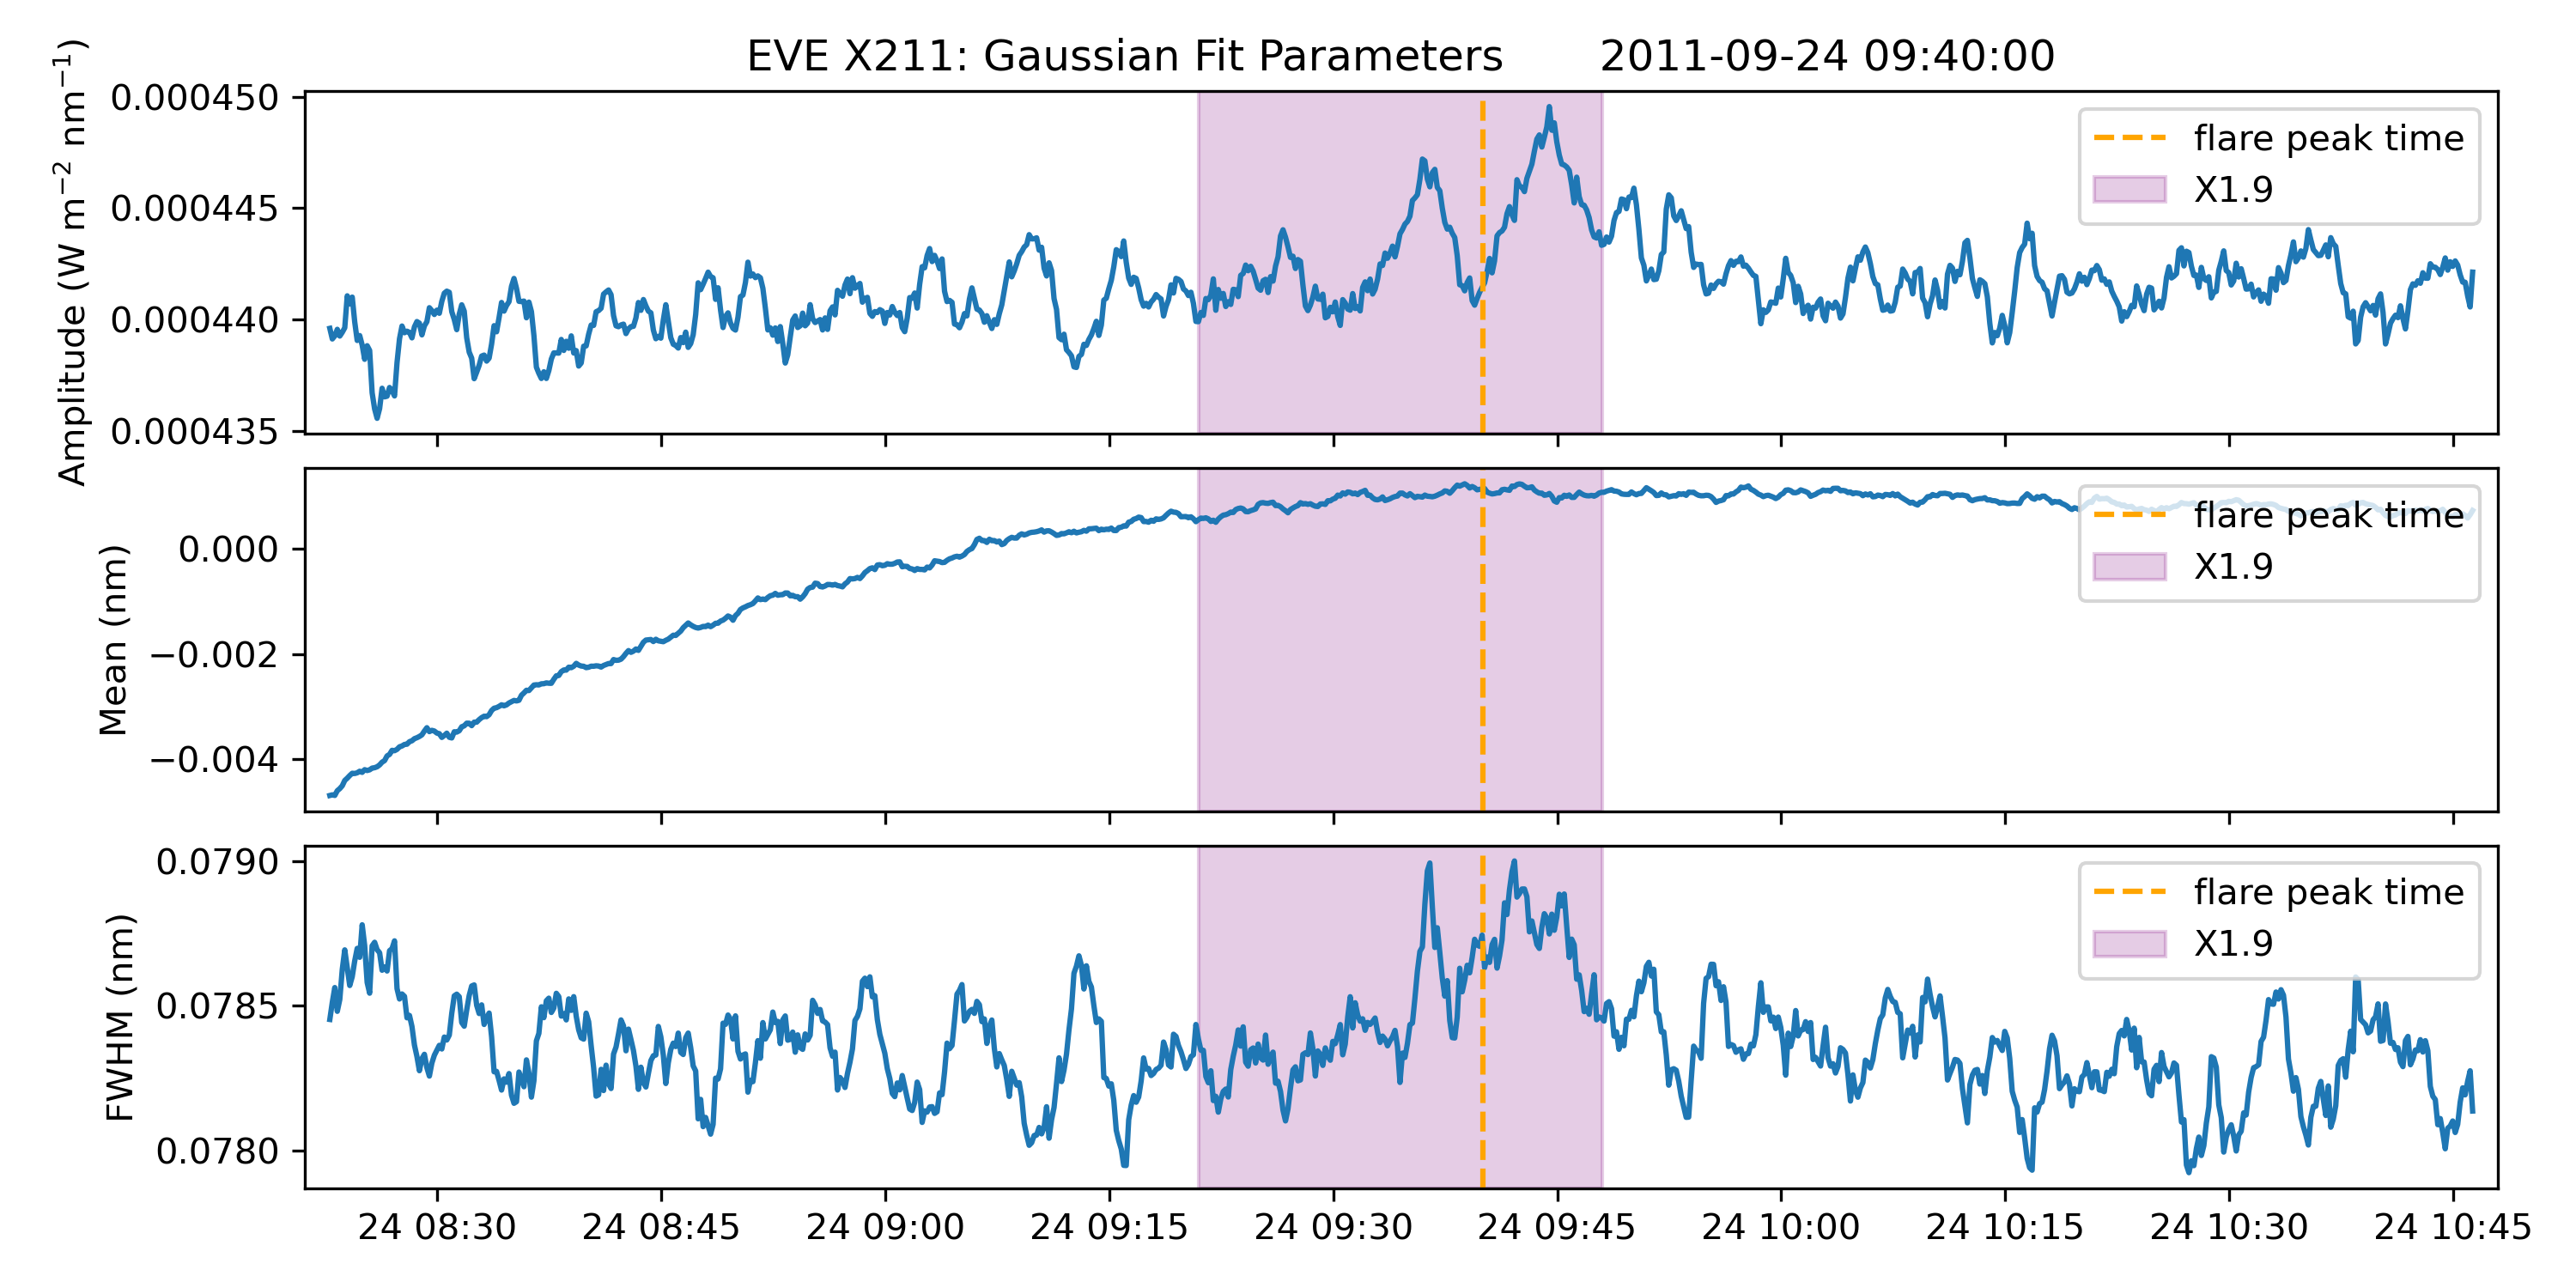 EVE X211: Gaussian Fit Parameters 2011-09-24 09:40:00
Amplitude (W m⁻² nm⁻¹)
0.000450
0.000445
0.000440
0.000435
flare peak time
X1.9
Mean (nm)
0.000
−0.002
−0.004
flare peak time
X1.9
FWHM (nm)
0.0790
0.0785
0.0780
flare peak time
X1.9
24 08:30 24 08:45 24 09:00 24 09:15 24 09:30 24 09:45 24 10:00 24 10:15 24 10:30 24 10:45